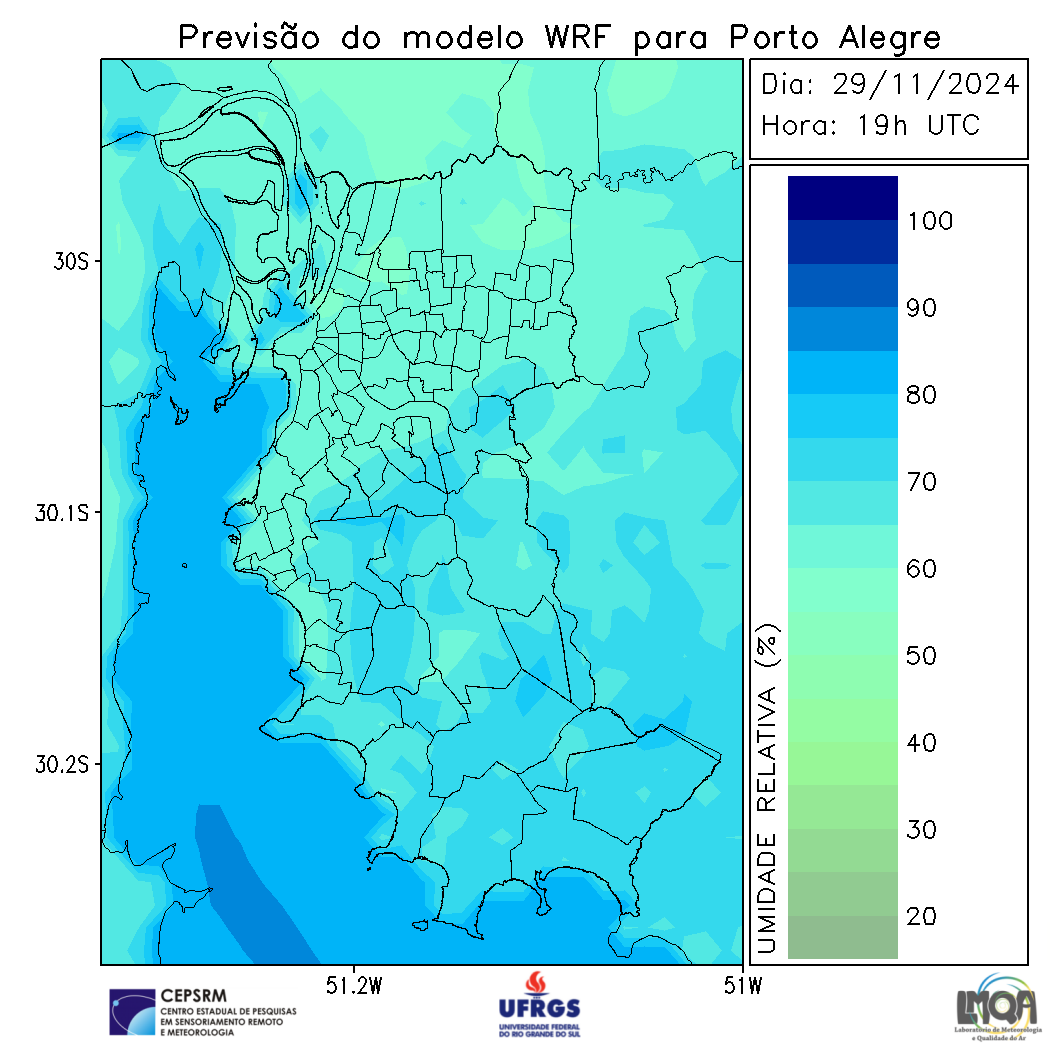 Previsão do modelo WRF para Porto Alegre
Dia: 29/11/2024
Hora: 19h UTC
30S
30.1S
30.2S
51.2W
51W
UMIDADE RELATIVA (%)
100
90
80
70
60
50
40
30
20
CEPSRM
CENTRO ESTADUAL DE PESQUISAS
EM SENSORIAMENTO REMOTO
E METEOROLOGIA
UFRGS
UNIVERSIDADE FEDERAL
DO RIO GRANDE DO SUL
LMQA
Laboratório de Meteorologia
e Qualidade do Ar